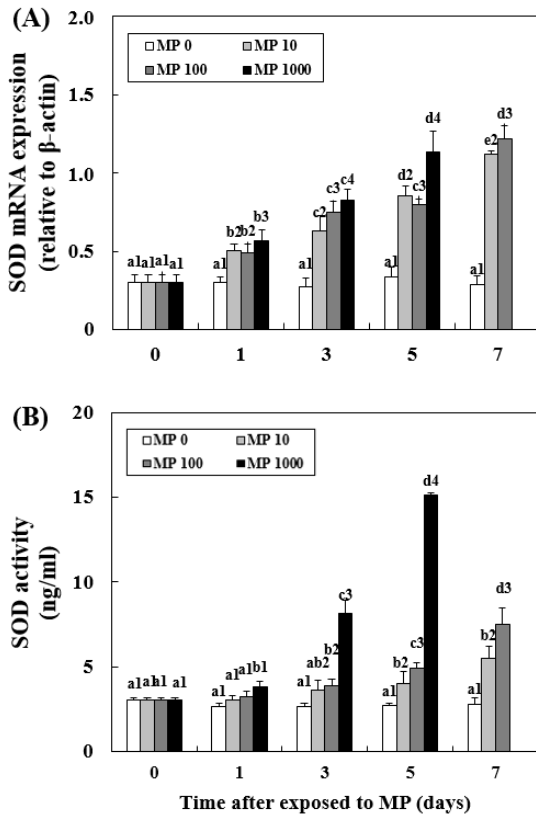 (A)
2.0
MP 0 MP 10
MP 100 MP 1000
1.5
1.0
0.5
0
SOD mRNA expression
(relative to β-actin)
a1 a1 a1 a1
a1 b2 b2 b3
a1 c2 c3 c4
a1 d2 c3 d4
a1 e2 d3
0 1 3 5 7
(B)
20
MP 0 MP 10
MP 100 MP 1000
15
10
5
0
SOD activity
(ng/ml)
a1 a1 a1 a1
a1 a1 a1 b1
a1 ab2 b2 c3
a1 b2 c3 d4
a1 b2 d3
0 1 3 5 7
Time after exposed to MP (days)